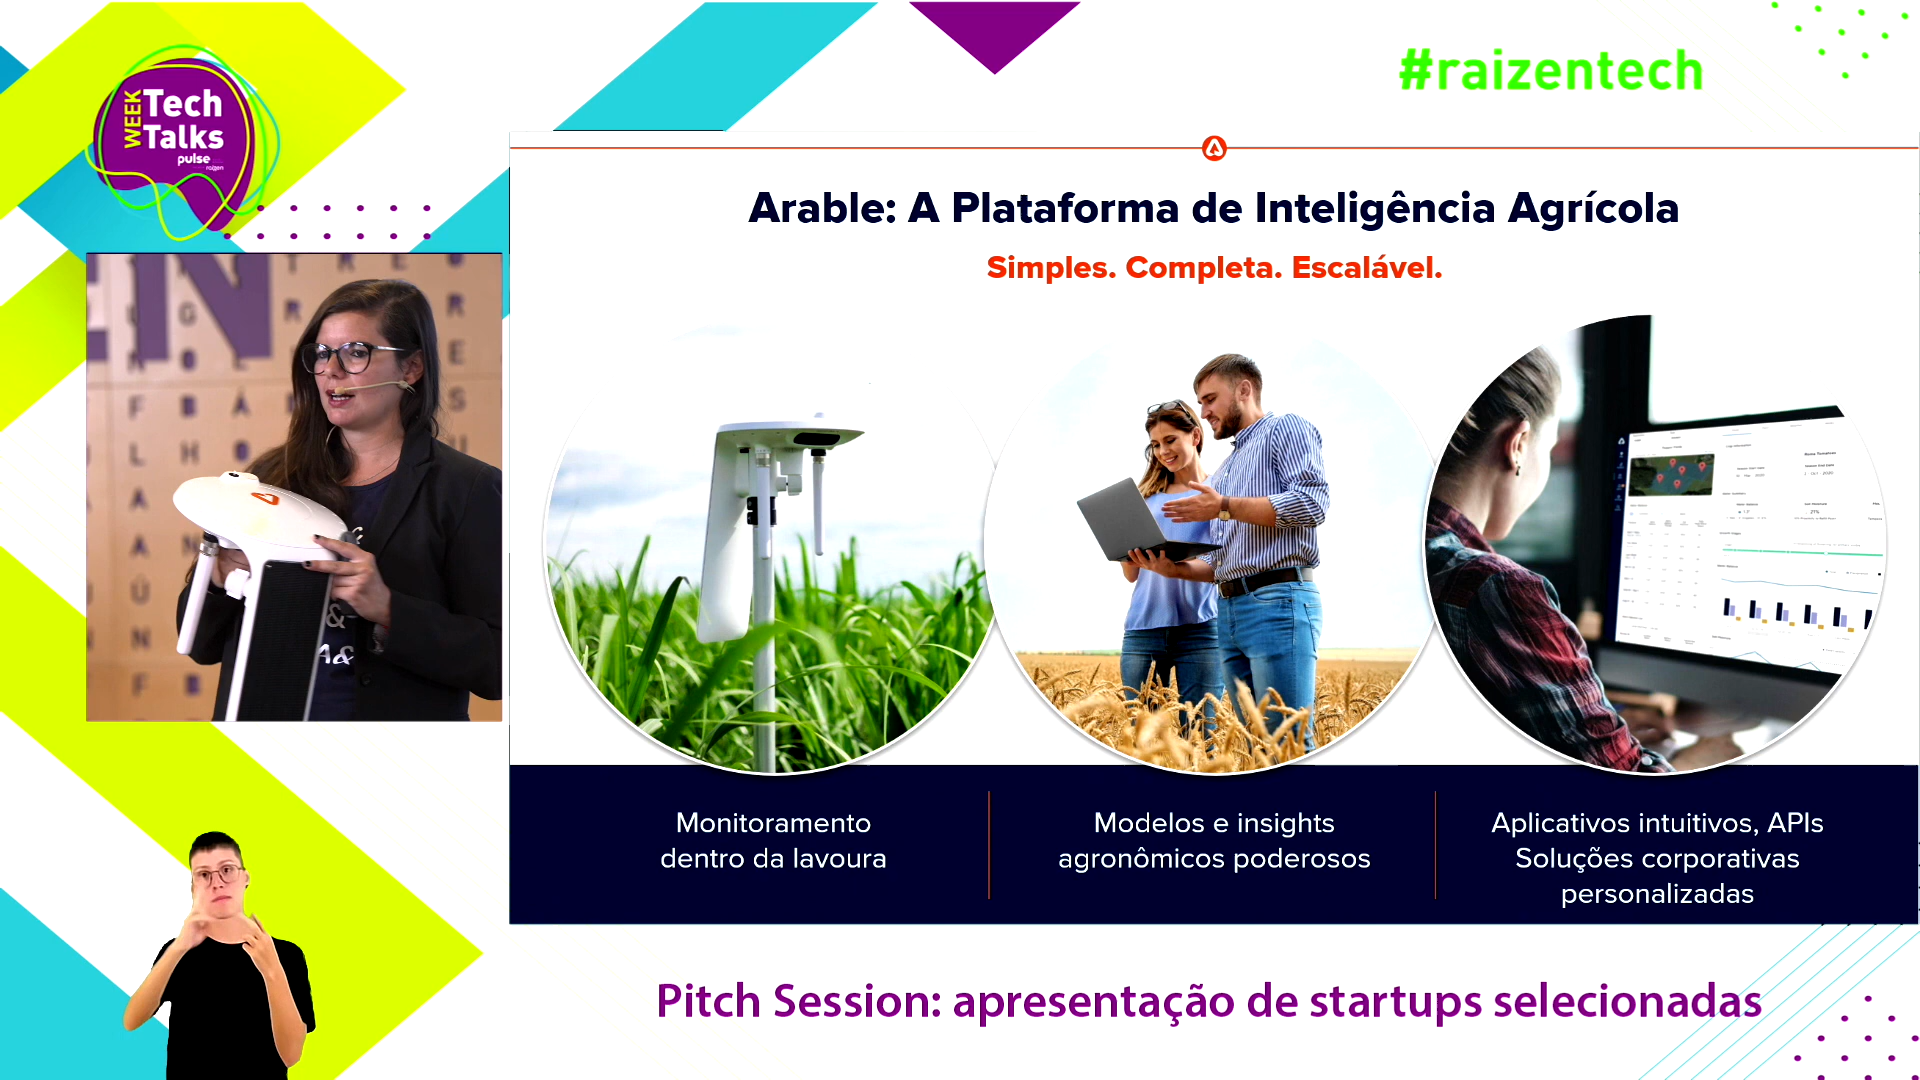 WEEK
Tech
Talks
pulse
raízen
#raizentech
Arable: A Plataforma de Inteligência Agrícola
Simples. Completa. Escalável.
Monitoramento
dentro da lavoura
Modelos e insights
agronômicos poderosos
Aplicativos intuitivos, APIs
Soluções corporativas
personalizadas
Pitch Session: apresentação de startups selecionadas